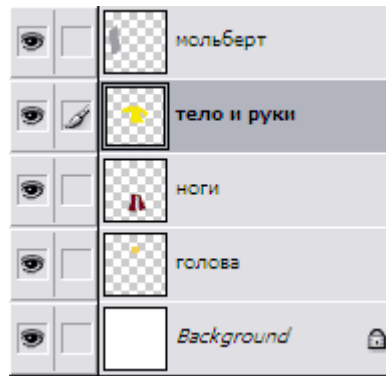 мольберт
тело и руки
ноги
голова
Background